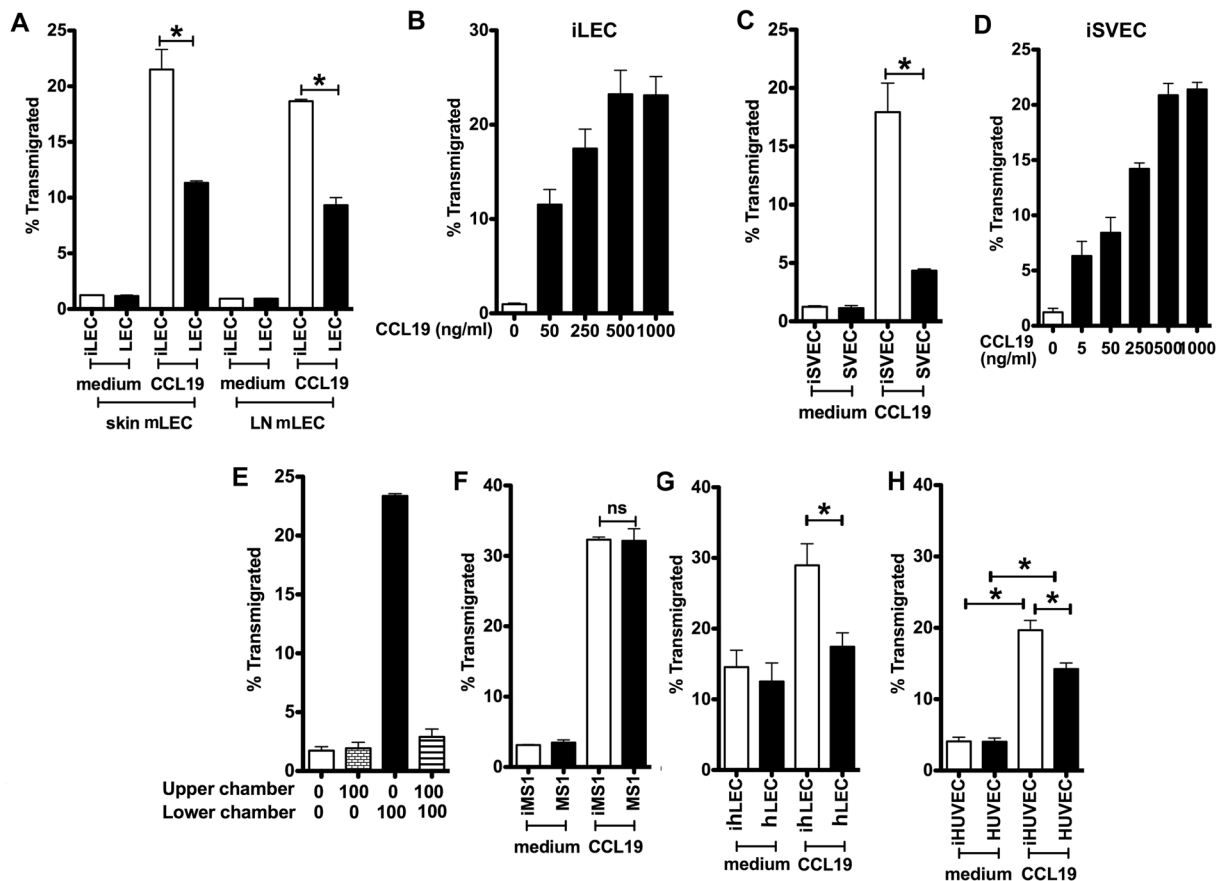 A
% Transmigrated
25
20
15
10
5
0
*
*
iLEC
LEC
iLEC
LEC
iLEC
LEC
iLEC
LEC
medium CCL19 medium CCL19
skin mLEC LN mLEC
B
iLEC
% Transmigrated
30
20
10
0
CCL19 (ng/ml) 0 50 250 500 1000
C
% Transmigrated
25
20
15
10
5
0
*
iSVEC
SVEC
iSVEC
SVEC
medium CCL19
D
iSVEC
% Transmigrated
25
20
15
10
5
0
CCL19
(ng/ml) 0 5 50 250 500 1000
E
% Transmigrated
25
20
15
10
5
0
Upper chamber 0 100 0 100
Lower chamber 0 0 100 100
F
% Transmigrated
40
30
20
10
0
ns
iMS1
MS1
iMS1
MS1
medium CCL19
G
% Transmigrated
40
30
20
10
0
*
ihLEC
hLEC
ihLEC
hLEC
medium CCL19
H
% Transmigrated
40
30
20
10
0
*
*
*
iHUVEC
HUVEC
iHUVEC
HUVEC
medium CCL19